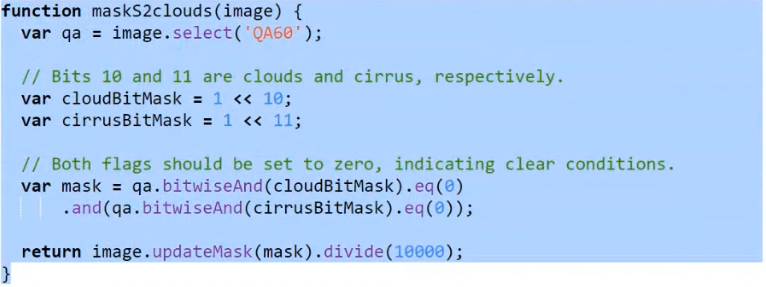 function maskS2clouds(image) {
  var qa = image.select('QA60');
  // Bits 10 and 11 are clouds and cirrus, respectively.
  var cloudBitMask = 1 << 10;
  var cirrusBitMask = 1 << 11;
  // Both flags should be set to zero, indicating clear conditions.
  var mask = qa.bitwiseAnd(cloudBitMask).eq(0)
      .and(qa.bitwiseAnd(cirrusBitMask).eq(0));
  return image.updateMask(mask).divide(10000);
}